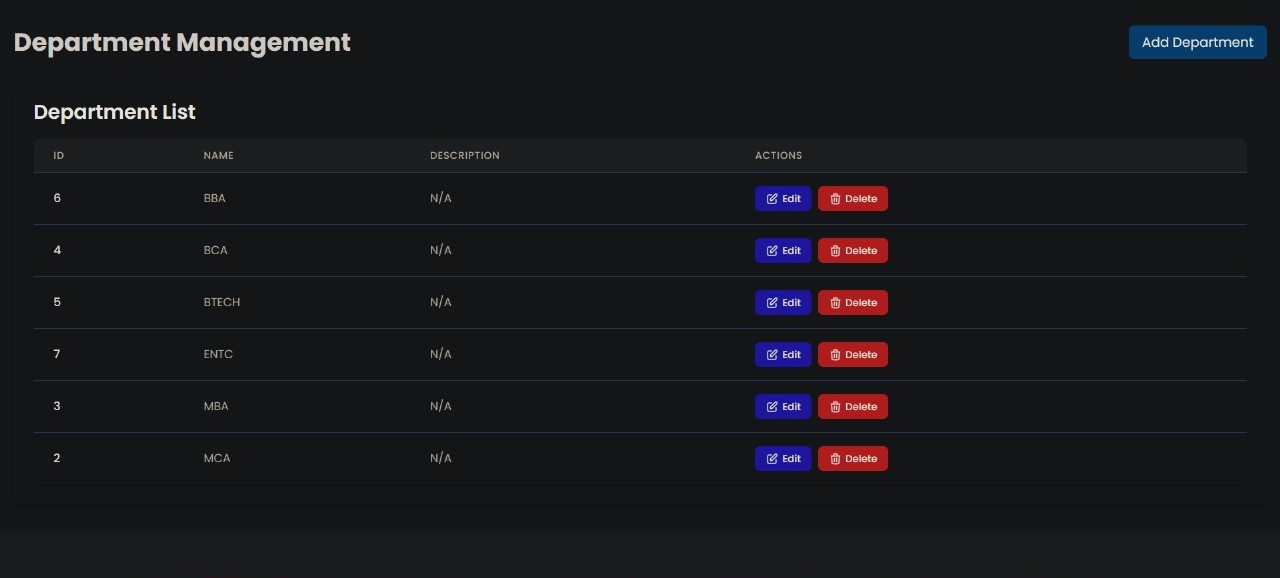 Department Management
Add Department
Department List
ID NAME DESCRIPTION ACTIONS
6 BBA N/A Edit Delete
4 BCA N/A Edit Delete
5 BTECH N/A Edit Delete
7 ENTC N/A Edit Delete
3 MBA N/A Edit Delete
2 MCA N/A Edit Delete